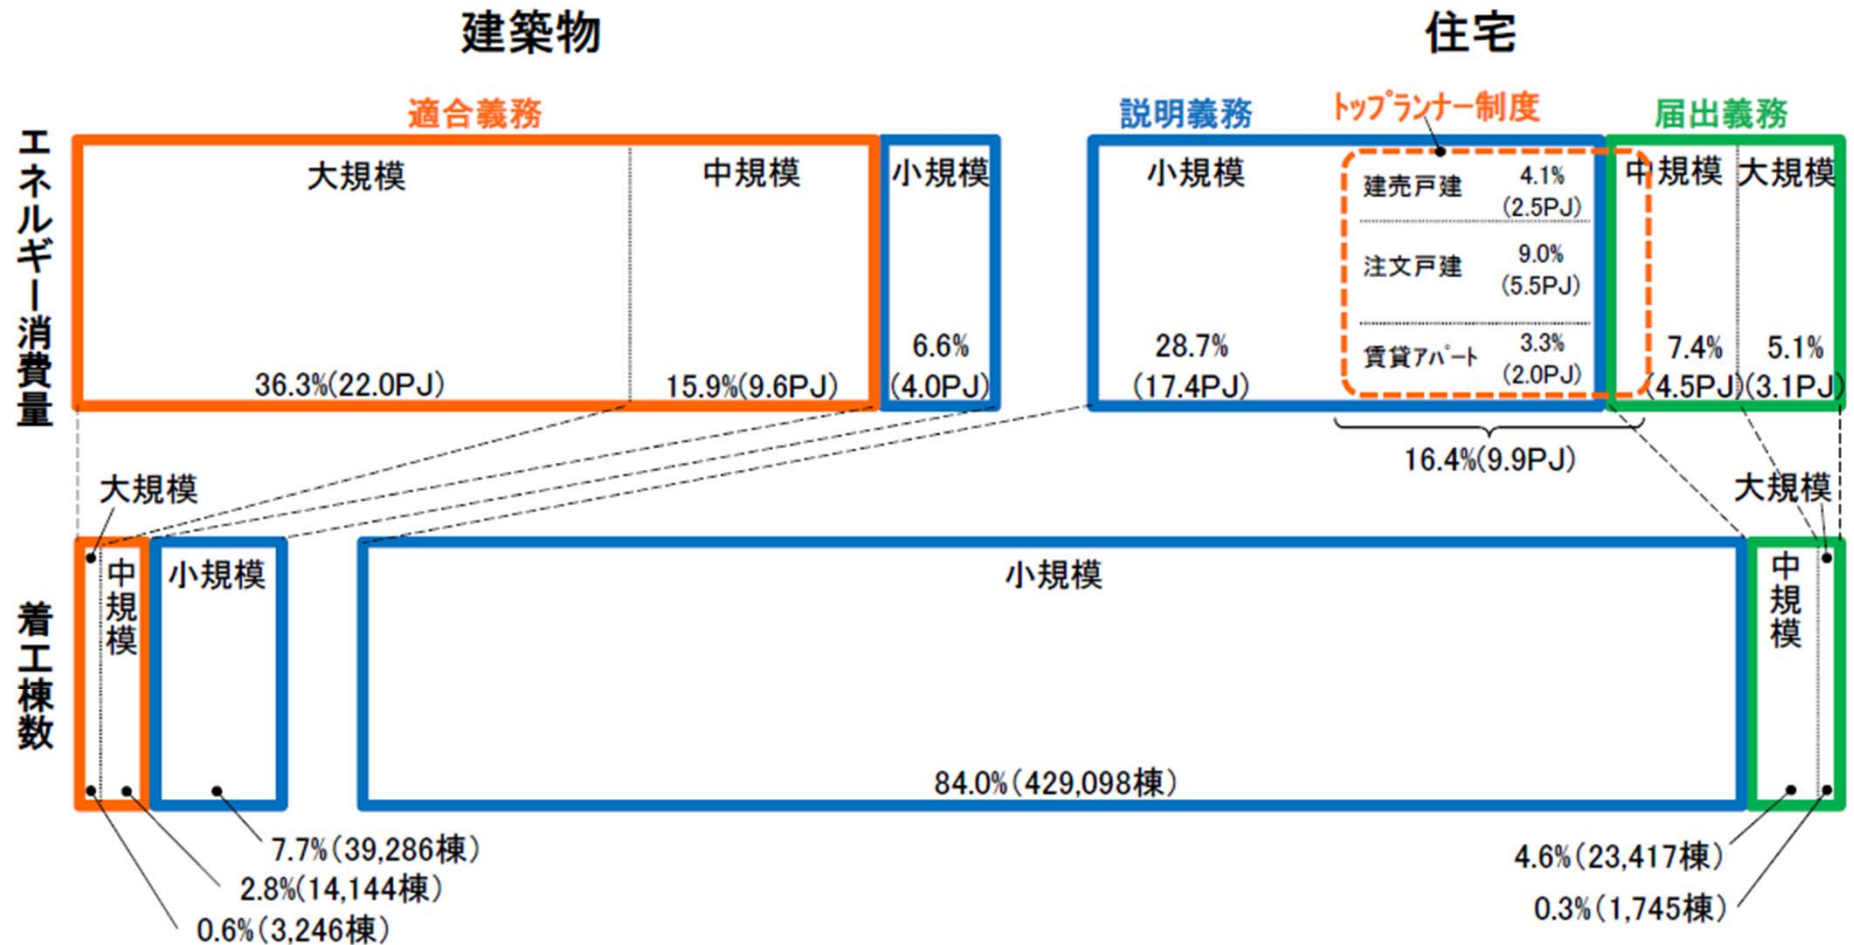 建築物
住宅
エネルギー消費量
適合義務
説明義務
トップランナー制度
届出義務
大規模
中規模
小規模
36.3%(22.0PJ)
15.9%(9.6PJ)
6.6%
(4.0PJ)
小規模
28.7%
(17.4PJ)
建売戸建
4.1%
(2.5PJ)
注文戸建
9.0%
(5.5PJ)
賃貸アパート
3.3%
(2.0PJ)
中規模
大規模
7.4%
(4.5PJ)
5.1%
(3.1PJ)
16.4%(9.9PJ)
着工棟数
大規模
中規模
小規模
小規模
中規模
大規模
84.0%(429,098棟)
7.7%(39,286棟)
2.8%(14,144棟)
0.6%(3,246棟)
4.6%(23,417棟)
0.3%(1,745棟)